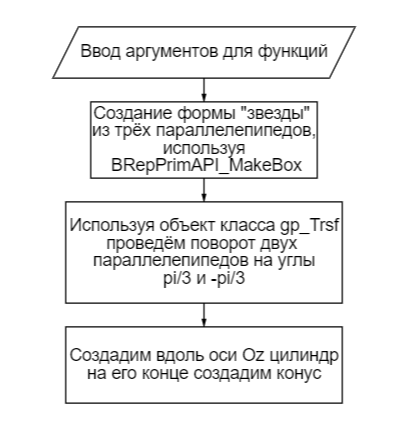 Ввод аргументов для функций
Создание формы "звезды"
из трёх параллелепипедов,
используя
BRepPrimAPI_MakeBox
Используя объект класса gp_Trsf
проведём поворот двух
параллелепипедов на углы
pi/3 и -pi/3
Создадим вдоль оси Oz цилиндр
на его конце создадим конус